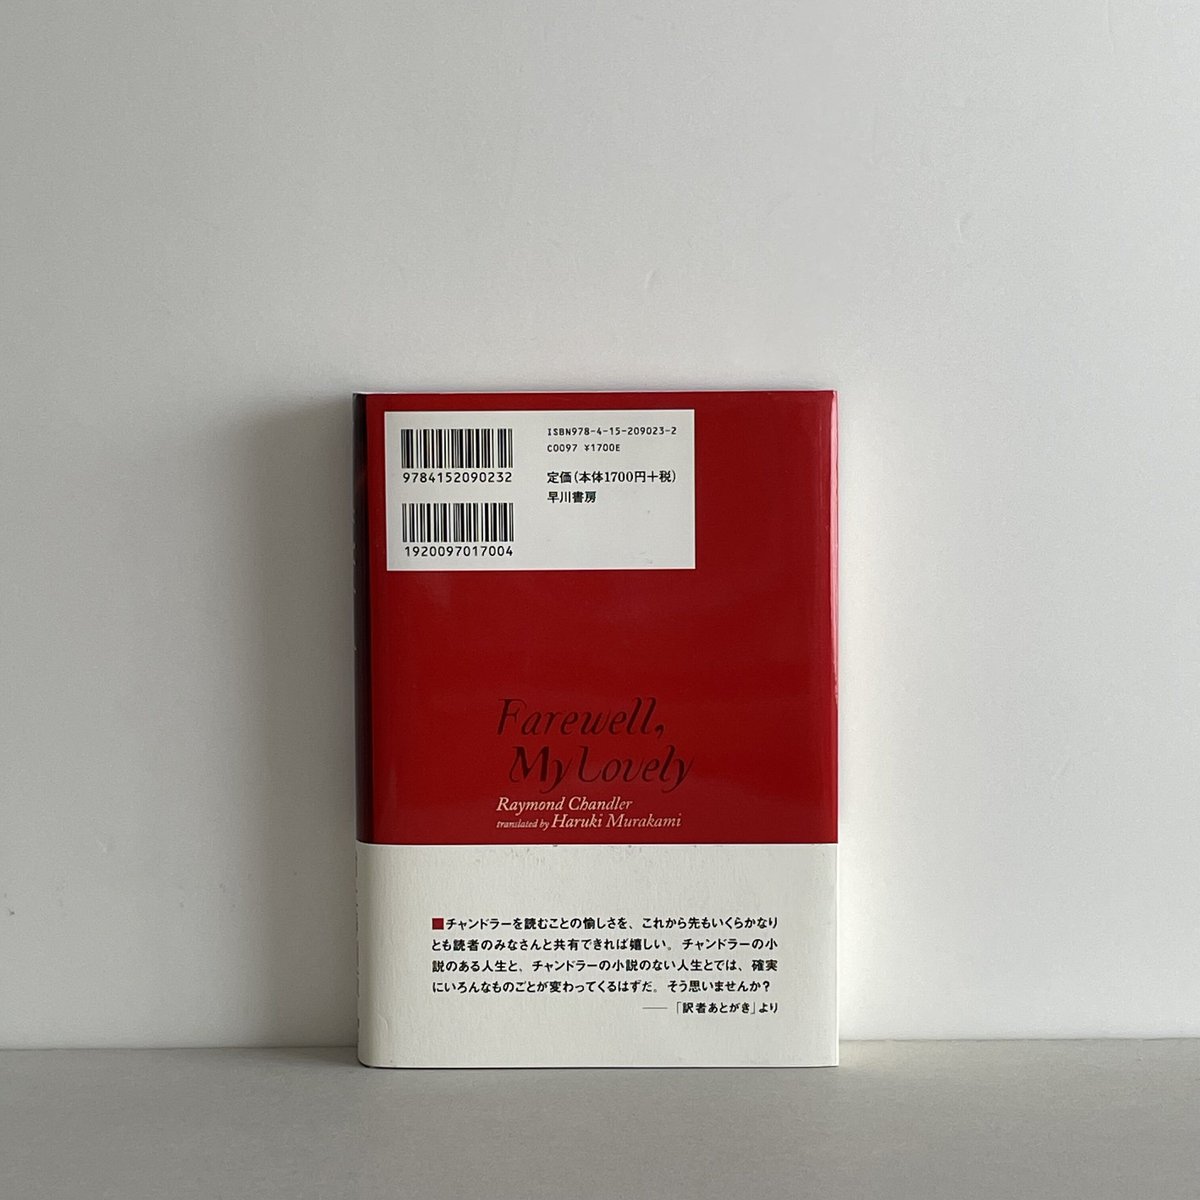 9784152090232
1920097017004
ISBN978-4-15-209023-2
C0097 ¥1700E
定価(本体1700円+税)
早川書房
Farewell,
My Lovely
Raymond Chandler
translated by Haruki Murakami
■チャンドラーを読むことの愉しさを、これから先もいくらかなり
とも読者のみなさんと共有できれば嬉しい。チャンドラーの小
説のある人生と、チャンドラーの小説のない人生とでは、確実
にいろんなものごとが変わってくるはずだ。そう思いませんか?
——「訳者あとがき」より